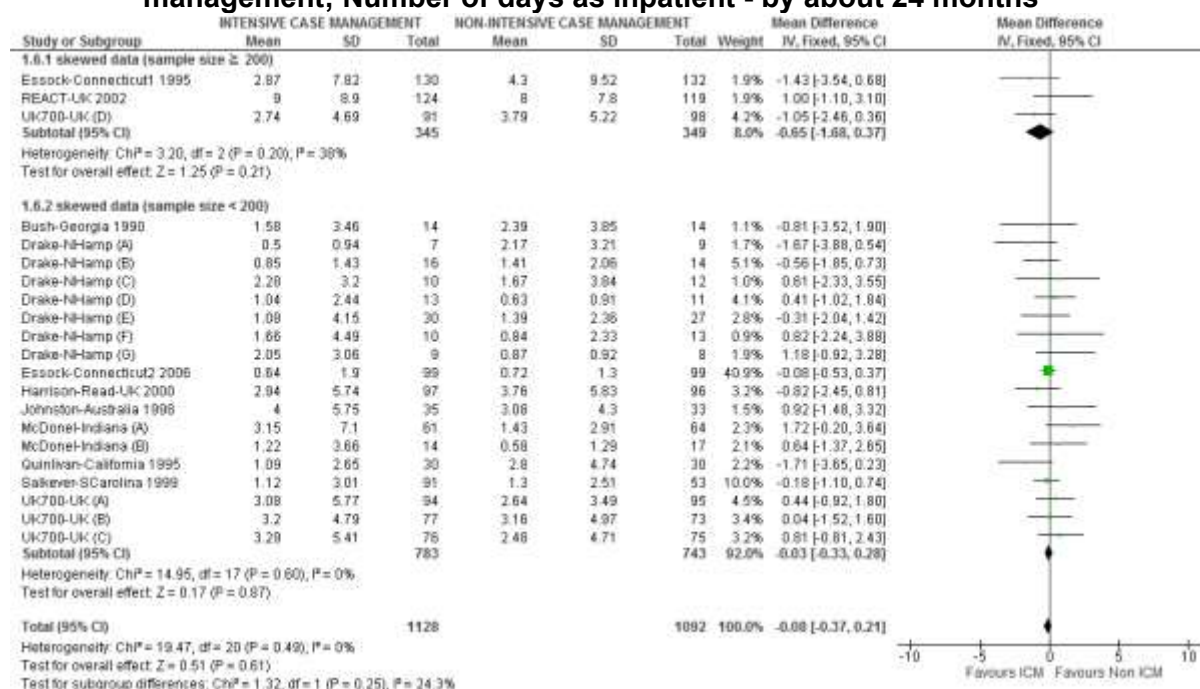 management, Number of days as inpatient - by about 24 months
INTENSIVE CASE MANAGEMENT NON-INTENSIVE CASE MANAGEMENT Mean Difference Mean Difference
Study or Subgroup Mean SD Total Mean SD Total Weight IV, Fixed, 95% CI IV, Fixed, 95% CI
1.6.1 skewed data (sample size ≥ 200)
Essock-Connecticut1 1995 2.87 7.82 130 4.3 9.52 132 1.9% -1.43 [-3.54, 0.68]
REACT-UK 2002 9 8.9 124 8 7.8 119 1.9% 1.00 [-1.10, 3.10]
UK700-UK (D) 2.74 4.69 91 3.79 5.22 98 4.2% -1.05 [-2.46, 0.36]
Subtotal (95% CI) 345 349 8.0% -0.65 [-1.68, 0.37]
Heterogeneity: Chi² = 3.20, df = 2 (P = 0.20); I² = 38%
Test for overall effect: Z = 1.25 (P = 0.21)
1.6.2 skewed data (sample size < 200)
Bush-Georgia 1990 1.58 3.46 14 2.39 3.85 14 1.1% -0.81 [-3.52, 1.90]
Drake-NHamp (A) 0.5 0.94 7 2.17 3.21 9 1.7% -1.67 [-3.88, 0.54]
Drake-NHamp (B) 0.85 1.43 16 1.41 2.06 14 5.1% -0.56 [-1.85, 0.73]
Drake-NHamp (C) 2.28 3.2 10 1.67 3.84 12 1.0% 0.61 [-2.33, 3.55]
Drake-NHamp (D) 1.04 2.44 13 0.63 0.91 11 4.1% 0.41 [-1.02, 1.84]
Drake-NHamp (E) 1.08 4.15 30 1.39 2.36 27 2.8% -0.31 [-2.04, 1.42]
Drake-NHamp (F) 1.66 4.49 10 0.84 2.33 13 0.9% 0.82 [-2.24, 3.88]
Drake-NHamp (G) 2.05 3.06 9 0.87 0.92 8 1.9% 1.18 [-0.92, 3.28]
Essock-Connecticut2 2006 0.64 1.9 99 0.72 1.3 99 40.9% -0.08 [-0.53, 0.37]
Harrison-Read-UK 2000 2.94 5.74 97 3.76 5.83 96 3.2% -0.82 [-2.45, 0.81]
Johnston-Australia 1998 4 5.75 35 3.08 4.3 33 1.5% 0.92 [-1.48, 3.32]
McDonel-Indiana (A) 3.15 7.1 61 1.43 2.91 64 2.3% 1.72 [-0.20, 3.64]
McDonel-Indiana (B) 1.22 3.66 14 0.58 1.29 17 2.1% 0.64 [-1.37, 2.65]
Quinlivan-California 1995 1.09 2.65 30 2.8 4.74 30 2.2% -1.71 [-3.65, 0.23]
Salkever-SCarolina 1999 1.12 3.01 91 1.3 2.51 53 10.0% -0.18 [-1.10, 0.74]
UK700-UK (A) 3.08 5.77 94 2.64 3.49 95 4.5% 0.44 [-0.92, 1.80]
UK700-UK (B) 3.2 4.79 77 3.16 4.97 73 3.4% 0.04 [-1.52, 1.60]
UK700-UK (C) 3.29 5.41 76 2.48 4.71 75 3.2% 0.81 [-0.81, 2.43]
Subtotal (95% CI) 783 743 92.0% -0.03 [-0.33, 0.28]
Heterogeneity: Chi² = 14.95, df = 17 (P = 0.60); I² = 0%
Test for overall effect: Z = 0.17 (P = 0.87)
Total (95% CI) 1128 1092 100.0% -0.08 [-0.37, 0.21]
Heterogeneity: Chi² = 19.47, df = 20 (P = 0.49); I² = 0%
Test for overall effect: Z = 0.51 (P = 0.61)
Test for subgroup differences: Chi² = 1.32, df = 1 (P = 0.25), I² = 24.3%
-10 -5 0 5 10
Favours ICM Favours Non ICM